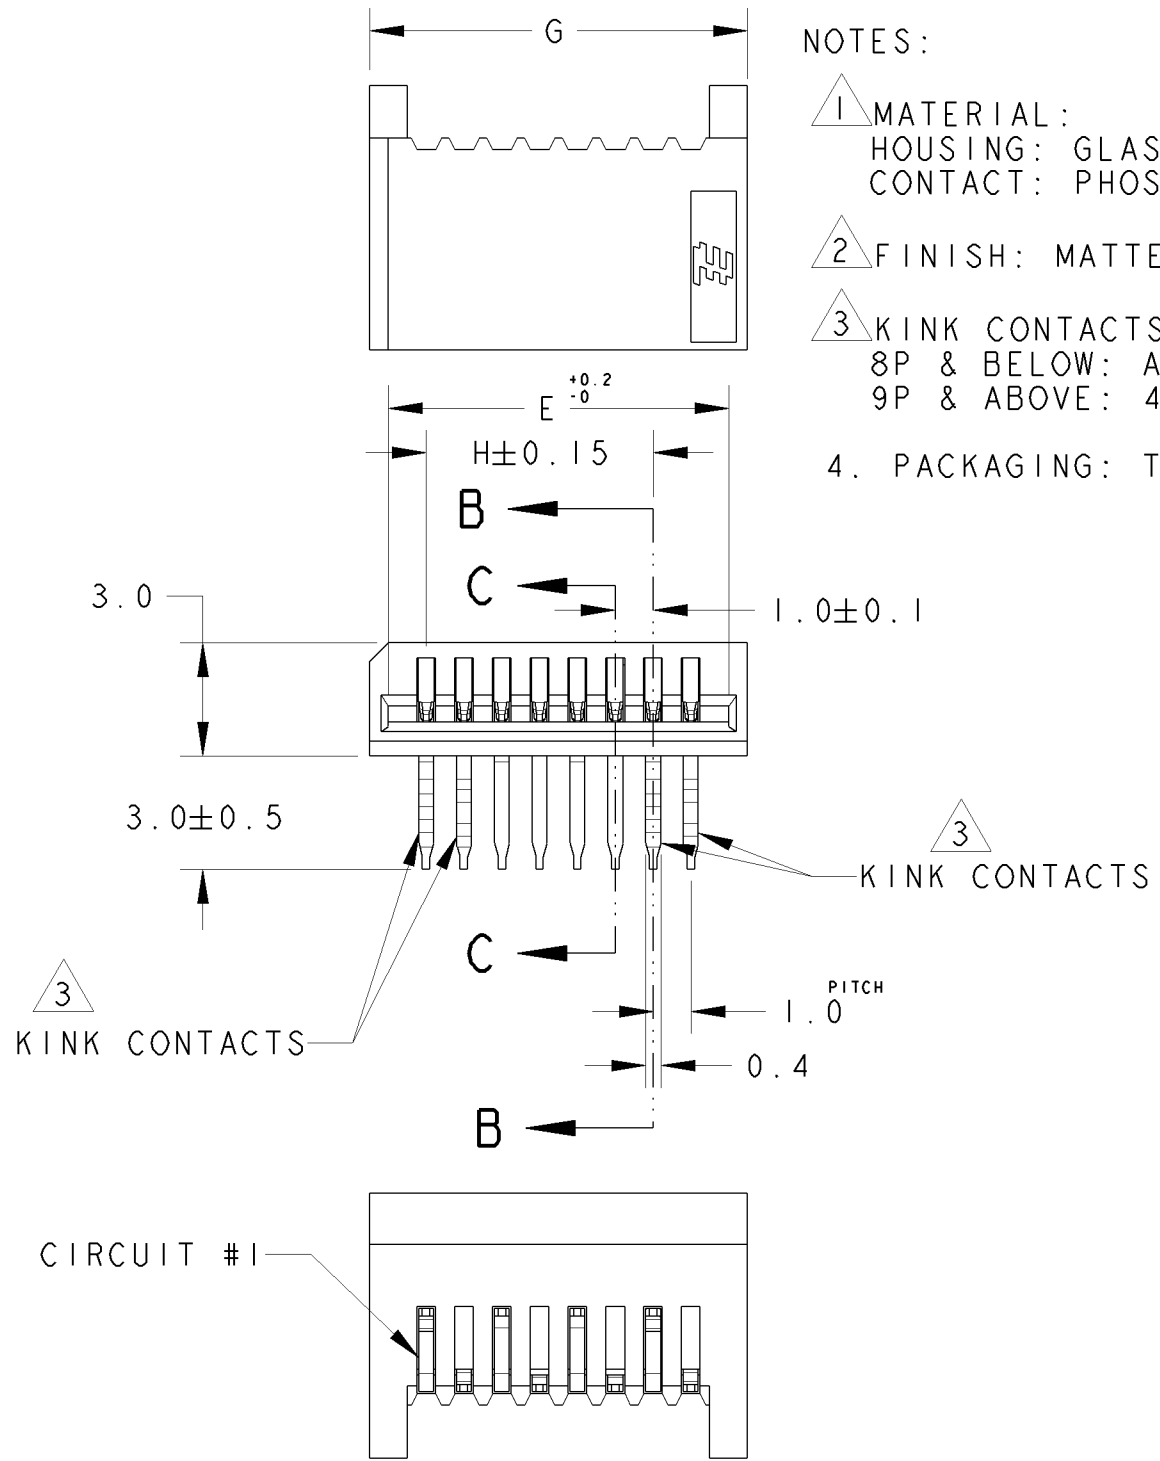 G
NOTES:
1 MATERIAL:
HOUSING: GLAS
CONTACT: PHOS
2 FINISH: MATTE
3 KINK CONTACTS
8P & BELOW: A
9P & ABOVE: 4
4. PACKAGING: T
E +0.2 -0
H±0.15
B
C
3.0
1.0±0.1
3.0±0.5
3
KINK CONTACTS
C
3
KINK CONTACTS
1.0 PITCH
0.4
B
CIRCUIT #1